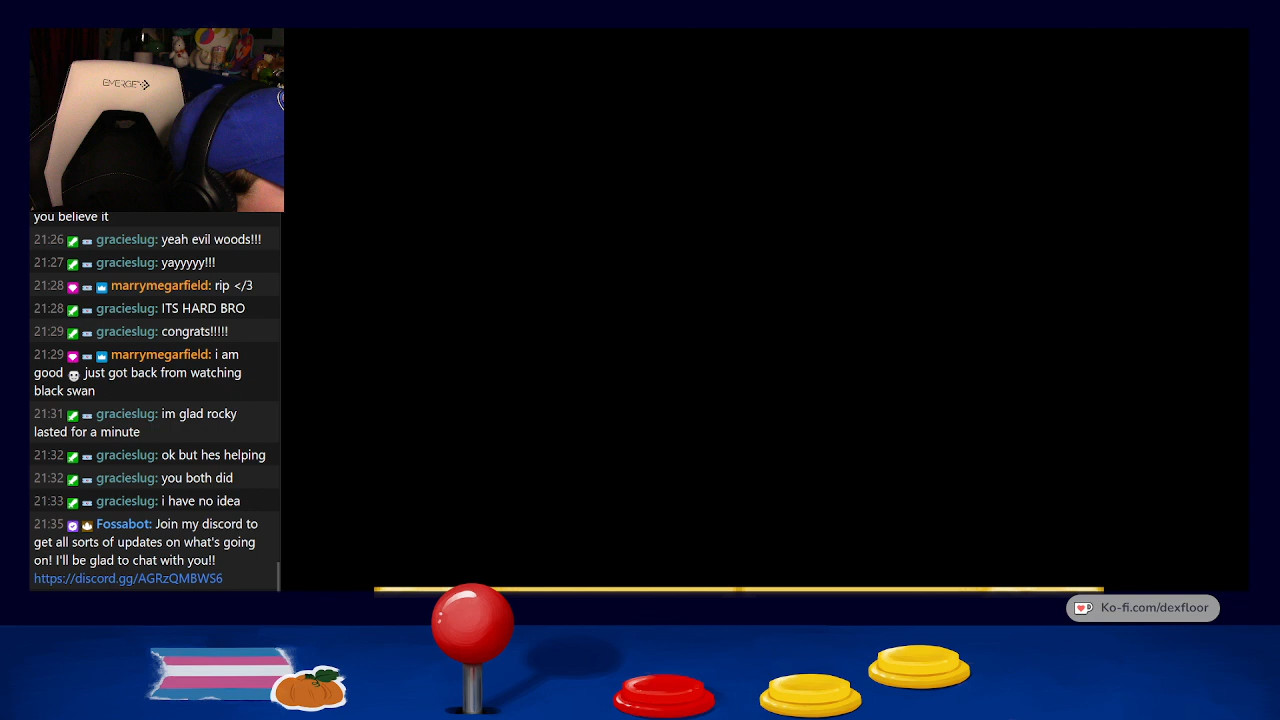 EMERGE
you believe it
21:26 gracieslug: yeah evil woods!!!
21:27 gracieslug: yayyyyy!!!
21:28 marrymegarfield: rip </3
21:28 gracieslug: ITS HARD BRO
21:29 gracieslug: congrats!!!!!
21:29 marrymegarfield: i am
good just got back from watching
black swan
21:31 gracieslug: im glad rocky
lasted for a minute
21:32 gracieslug: ok but hes helping
21:32 gracieslug: you both did
21:33 gracieslug: i have no idea
21:35 Fossabot: Join my discord to
get all sorts of updates on what's going
on! I'll be glad to chat with you!!
https://discord.gg/AGRzQMBWS6
Ko-fi.com/dexfloor